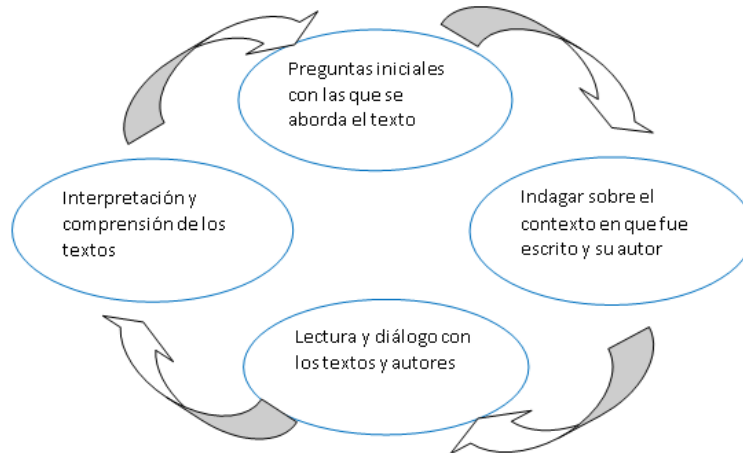 Preguntas iniciales
con las que se
aborda el texto
Indagar sobre el
contexto en que fue
escrito y su autor
Lectura y diálogo con
los textos y autores
Interpretación y
comprensión de los
textos